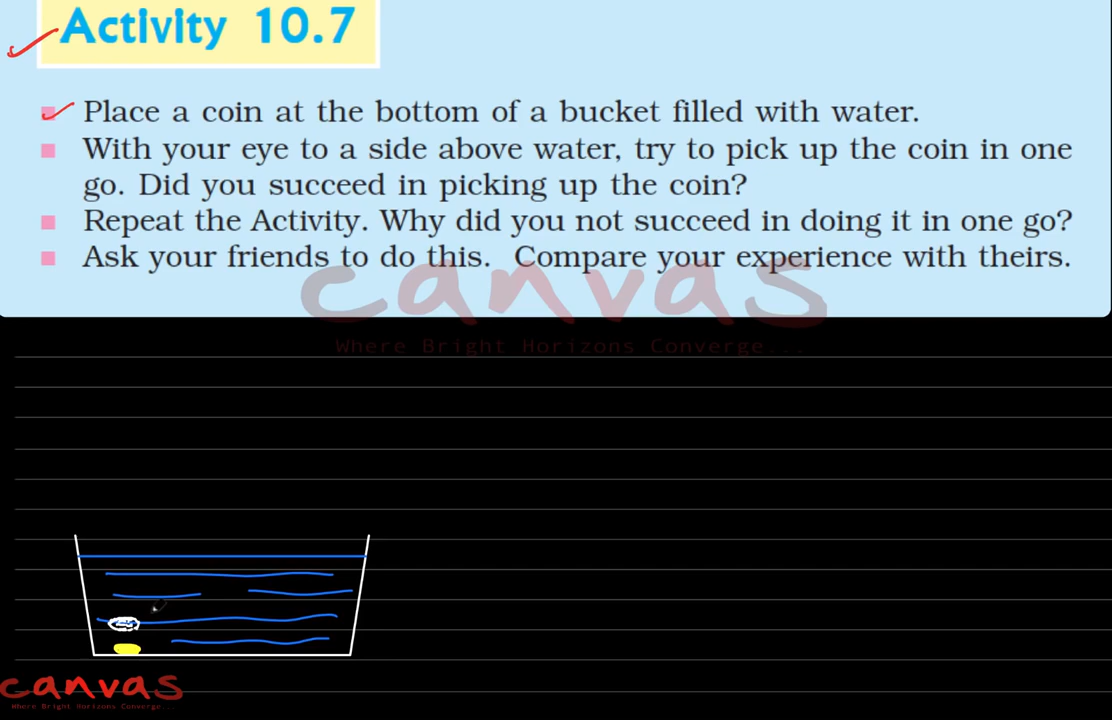 Activity 10.7
Place a coin at the bottom of a bucket filled with water.
With your eye to a side above water, try to pick up the coin in one
go. Did you succeed in picking up the coin?
Repeat the Activity. Why did you not succeed in doing it in one go?
Ask your friends to do this. Compare your experience with theirs.
canvas
Where Bright Horizons Converge...
canvas
Where Bright Horizons Converge...